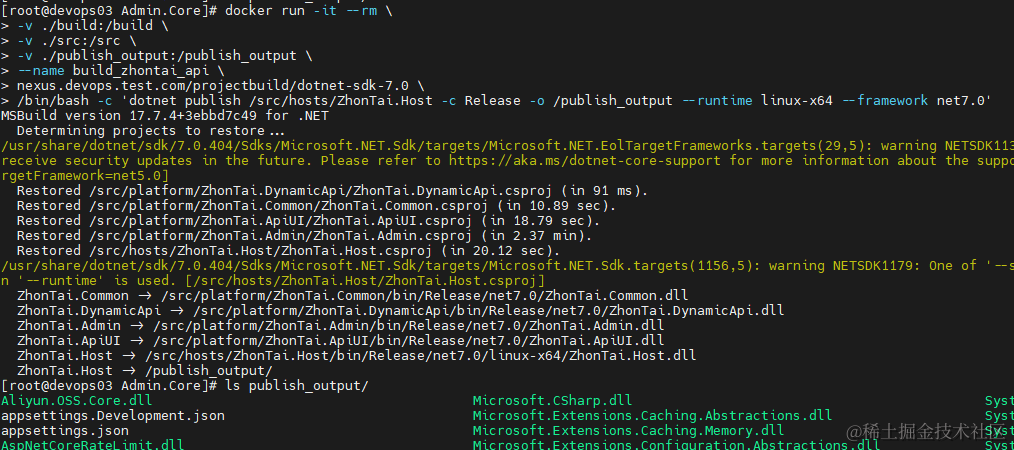 [root@devops03 Admin.Core]# docker run -it --rm \
> -v ./build:/build \
> -v ./src:/src \
> -v ./publish_output:/publish_output \
> --name build_zhontai_api \
> nexus.devops.test.com/projectbuild/dotnet-sdk-7.0 \
> /bin/bash -c 'dotnet publish /src/hosts/ZhonTai.Host -c Release -o /publish_output --runtime linux-x64 --framework net7.0'
MSBuild version 17.7.4+3ebbd7c49 for .NET
Determining projects to restore...
/usr/share/dotnet/sdk/7.0.404/Sdks/Microsoft.NET.Sdk/targets/Microsoft.NET.EolTargetFrameworks.targets(29,5): warning NETSDK113
receive security updates in the future. Please refer to https://aka.ms/dotnet-core-support for more information about the suppo
rgetFramework=net5.0]
Restored /src/platform/ZhonTai.DynamicApi/ZhonTai.DynamicApi.csproj (in 91 ms).
Restored /src/platform/ZhonTai.Common/ZhonTai.Common.csproj (in 10.89 sec).
Restored /src/platform/ZhonTai.ApiUI/ZhonTai.ApiUI.csproj (in 18.79 sec).
Restored /src/platform/ZhonTai.Admin/ZhonTai.Admin.csproj (in 2.37 min).
Restored /src/hosts/ZhonTai.Host/ZhonTai.Host.csproj (in 20.12 sec).
/usr/share/dotnet/sdk/7.0.404/Sdks/Microsoft.NET.Sdk/targets/Microsoft.NET.Sdk.targets(1156,5): warning NETSDK1179: One of '--s
n '--runtime' is used. [/src/hosts/ZhonTai.Host/ZhonTai.Host.csproj]
ZhonTai.Common -> /src/platform/ZhonTai.Common/bin/Release/net7.0/ZhonTai.Common.dll
ZhonTai.DynamicApi -> /src/platform/ZhonTai.DynamicApi/bin/Release/net7.0/ZhonTai.DynamicApi.dll
ZhonTai.Admin -> /src/platform/ZhonTai.Admin/bin/Release/net7.0/ZhonTai.Admin.dll
ZhonTai.ApiUI -> /src/platform/ZhonTai.ApiUI/bin/Release/net7.0/ZhonTai.ApiUI.dll
ZhonTai.Host -> /src/hosts/ZhonTai.Host/bin/Release/net7.0/linux-x64/ZhonTai.Host.dll
ZhonTai.Host -> /publish_output/
[root@devops03 Admin.Core]# ls publish_output/
Aliyun.OSS.Core.dll Microsoft.CSharp.dll Syst
appsettings.Development.json Microsoft.Extensions.Caching.Abstractions.dll Syst
appsettings.json Microsoft.Extensions.Caching.Memory.dll Syst
AspNetCoreRateLimit.dll Microsoft.Extensions.Configuration.Abstractions.dll Syst
@稀土掘金技术社区